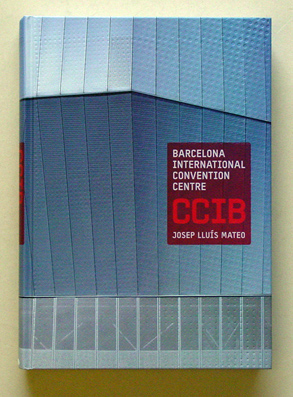 BARCELONA
INTERNATIONAL
CONVENTION
CENTRE
CCIB
JOSEP LLUÍS MATEO